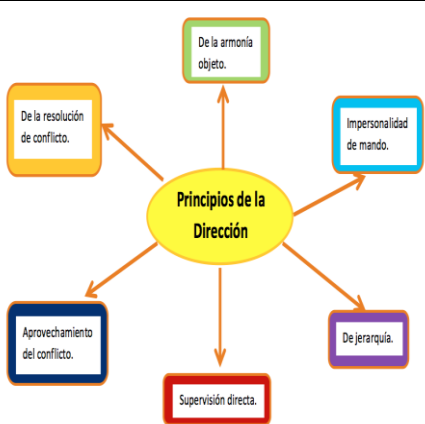 De la armonía
objeto.
De la resolución
de conflicto.
Impersonalidad
de mando.
Principios de la
Dirección
Aprovechamiento
del conflicto.
De jerarquía.
Supervisión directa.